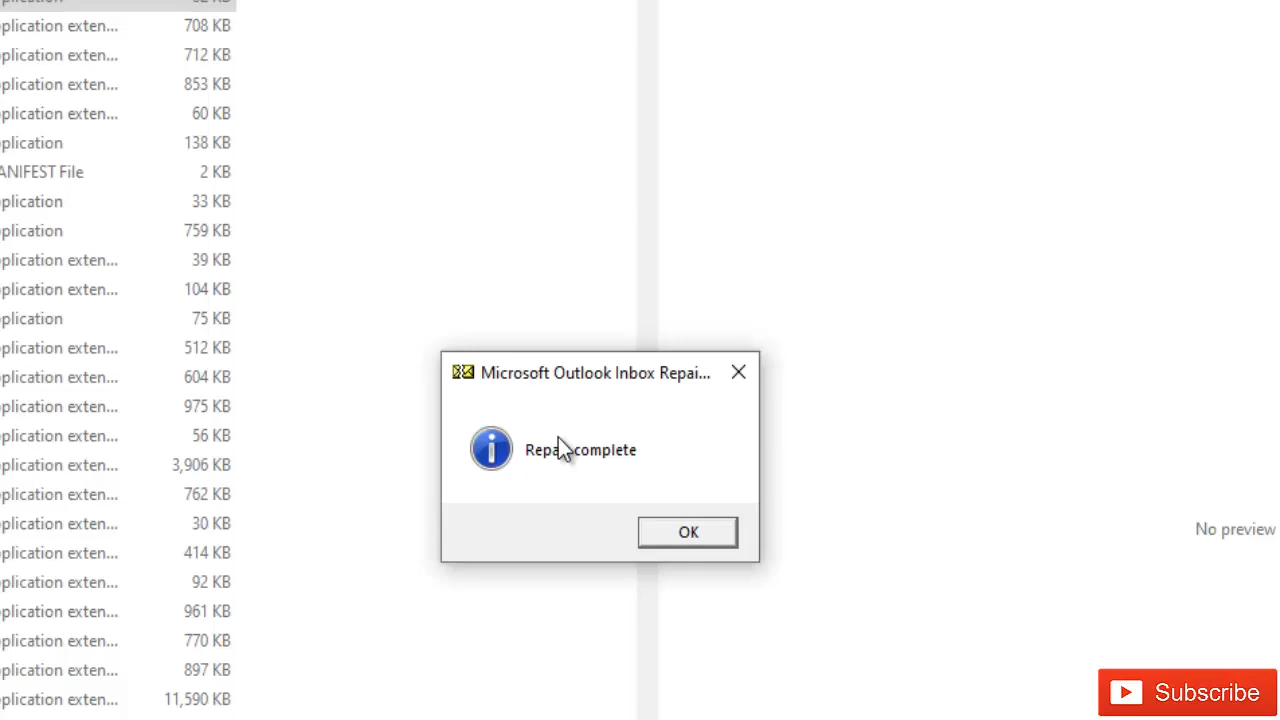 plication exten... 708 KB
plication exten... 712 KB
plication exten... 853 KB
plication exten... 60 KB
plication 138 KB
ANIFEST File 2 KB
plication 33 KB
plication 759 KB
plication exten... 39 KB
plication exten... 104 KB
plication 75 KB
plication exten... 512 KB
plication exten... 604 KB
plication exten... 975 KB
plication exten... 56 KB
plication exten... 3,906 KB
plication exten... 762 KB
plication exten... 30 KB
plication exten... 414 KB
plication exten... 92 KB
plication exten... 961 KB
plication exten... 770 KB
plication exten... 897 KB
plication exten... 11,590 KB
Microsoft Outlook Inbox Repai...
Repair complete
OK
No preview
Subscribe